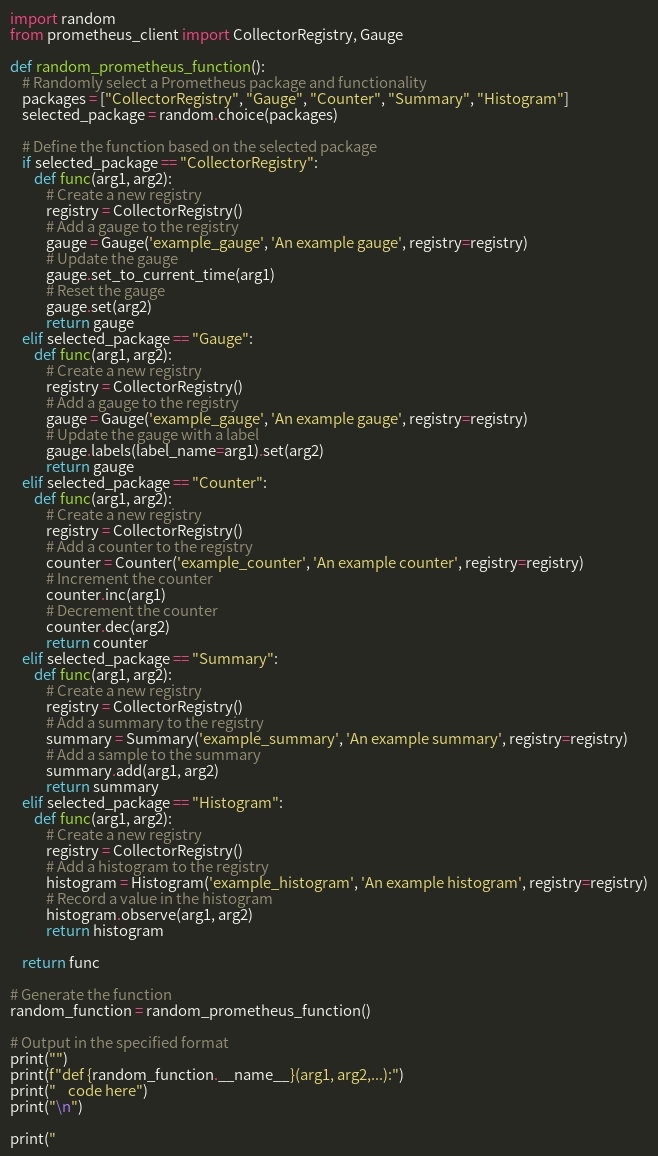 import random
from prometheus_client import CollectorRegistry, Gauge

def random_prometheus_function():
    # Randomly select a Prometheus package and functionality
    packages = ["CollectorRegistry", "Gauge", "Counter", "Summary", "Histogram"]
    selected_package = random.choice(packages)

    # Define the function based on the selected package
    if selected_package == "CollectorRegistry":
        def func(arg1, arg2):
            # Create a new registry
            registry = CollectorRegistry()
            # Add a gauge to the registry
            gauge = Gauge('example_gauge', 'An example gauge', registry=registry)
            # Update the gauge
            gauge.set_to_current_time(arg1)
            # Reset the gauge
            gauge.set(arg2)
            return gauge
    elif selected_package == "Gauge":
        def func(arg1, arg2):
            # Create a new registry
            registry = CollectorRegistry()
            # Add a gauge to the registry
            gauge = Gauge('example_gauge', 'An example gauge', registry=registry)
            # Update the gauge with a label
            gauge.labels(label_name=arg1).set(arg2)
            return gauge
    elif selected_package == "Counter":
        def func(arg1, arg2):
            # Create a new registry
            registry = CollectorRegistry()
            # Add a counter to the registry
            counter = Counter('example_counter', 'An example counter', registry=registry)
            # Increment the counter
            counter.inc(arg1)
            # Decrement the counter
            counter.dec(arg2)
            return counter
    elif selected_package == "Summary":
        def func(arg1, arg2):
            # Create a new registry
            registry = CollectorRegistry()
            # Add a summary to the registry
            summary = Summary('example_summary', 'An example summary', registry=registry)
            # Add a sample to the summary
            summary.add(arg1, arg2)
            return summary
    elif selected_package == "Histogram":
        def func(arg1, arg2):
            # Create a new registry
            registry = CollectorRegistry()
            # Add a histogram to the registry
            histogram = Histogram('example_histogram', 'An example histogram', registry=registry)
            # Record a value in the histogram
            histogram.observe(arg1, arg2)
            return histogram

    return func

# Generate the function
random_function = random_prometheus_function()

# Output in the specified format
print("")
print(f"def {random_function.__name__}(arg1, arg2,...):")
print("    code here")
print("\n")

print("